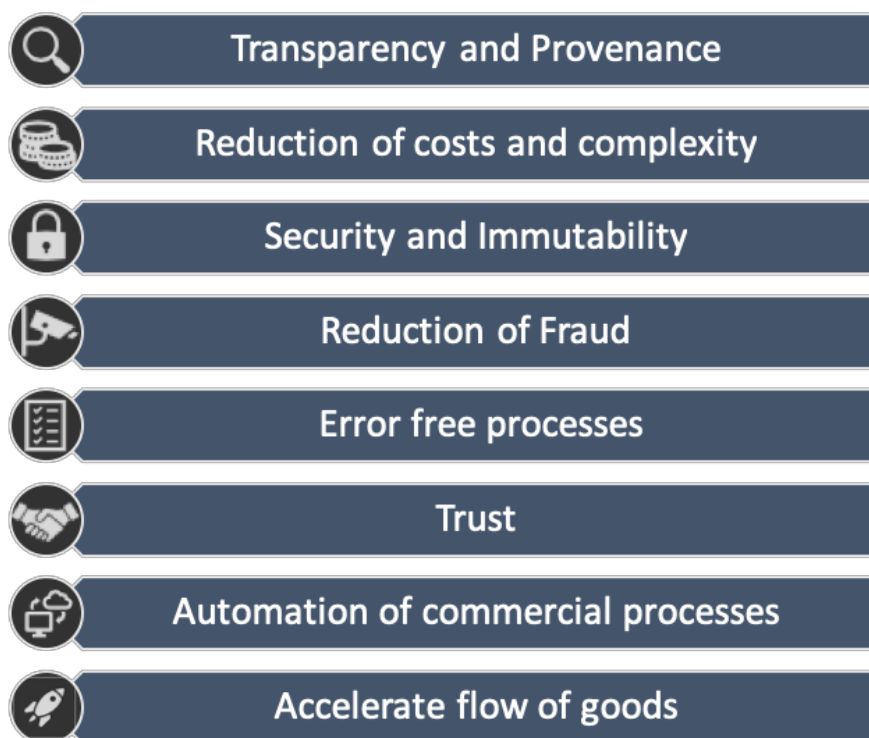 Transparency and Provenance
Reduction of costs and complexity
Security and Immutability
Reduction of Fraud
Error free processes
Trust
Automation of commercial processes
Accelerate flow of goods